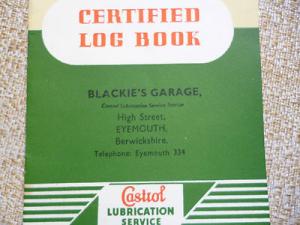 CERTIFIED
LOG BOOK
BLACKIE'S GARAGE,
Castrol Lubrication Service Station
High Street,
EYEMOUTH,
Berwickshire.
Telephone: Eyemouth 334
Castrol
LUBRICATION
SERVICE